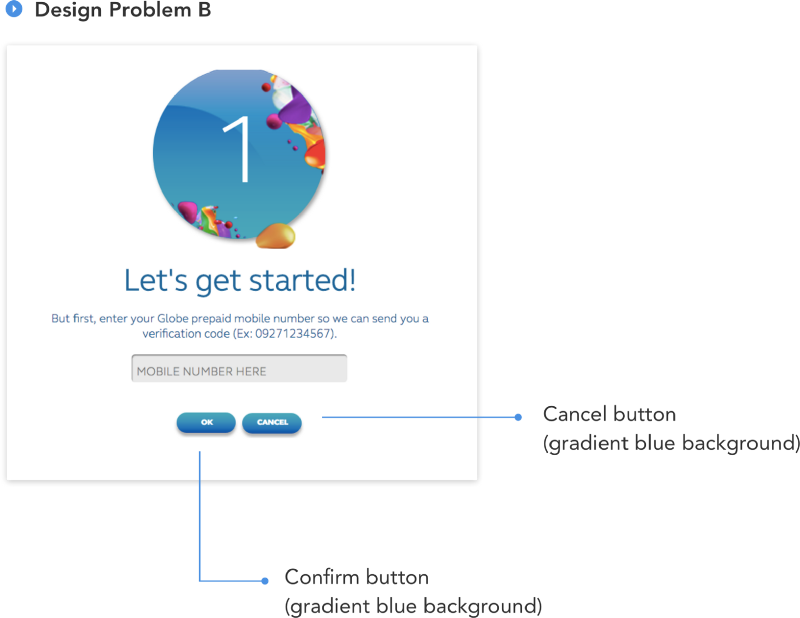 Design Problem B
1
Let's get started!
But first, enter your Globe prepaid mobile number so we can send you a
verification code (Ex: 09271234567).
MOBILE NUMBER HERE
OK
CANCEL
Cancel button
(gradient blue background)
Confirm button
(gradient blue background)